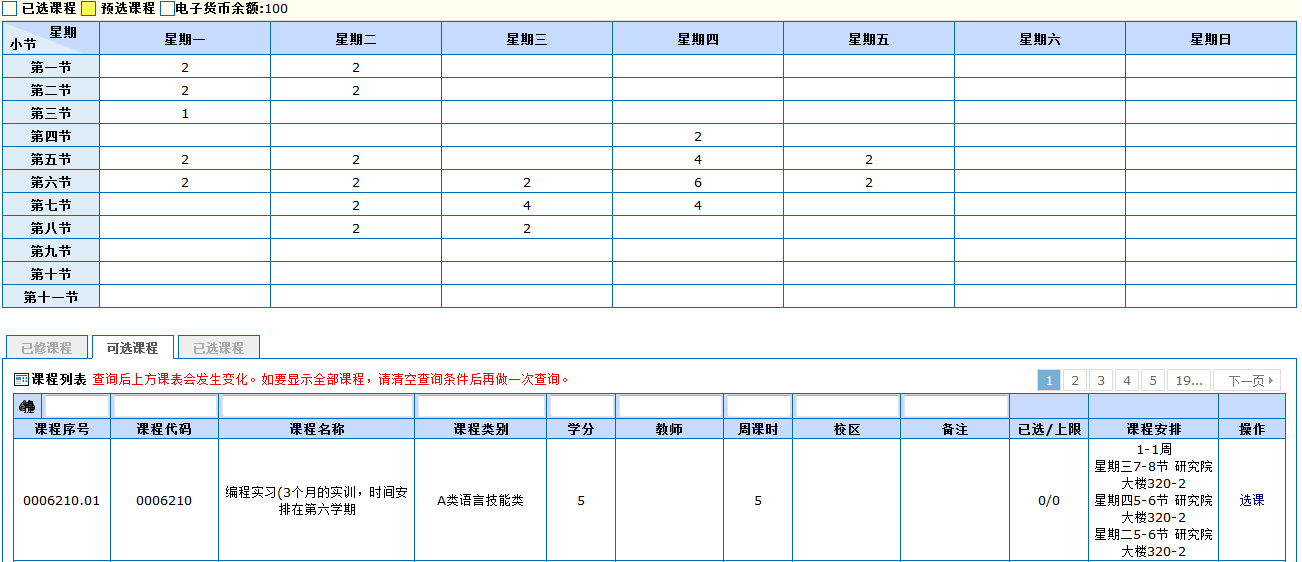 已选课程 预选课程 电子货币余额:100
星期
小节
星期一 星期二 星期三 星期四 星期五 星期六 星期日
第一节 2 2
第二节 2 2
第三节 1
第四节 2
第五节 2 2 4 2
第六节 2 2 2 6 2
第七节 2 4 4
第八节 2 2
第九节
第十节
第十一节
已修课程 可选课程 已选课程
课程列表 查询后上方课表会发生变化。如要显示全部课程，请清空查询条件后再做一次查询。 1 2 3 4 5 19... 下一页
课程序号 课程代码 课程名称 课程类别 学分 教师 周课时 校区 备注 已选/上限 课程安排 操作
0006210.01 0006210 编程实习(3个月的实训，时间安
排在第六学期 A类语言技能类 5 5 0/0
1-1周
星期三7-8节 研究院
大楼320-2
星期四5-6节 研究院
大楼320-2
星期二5-6节 研究院
大楼320-2
选课